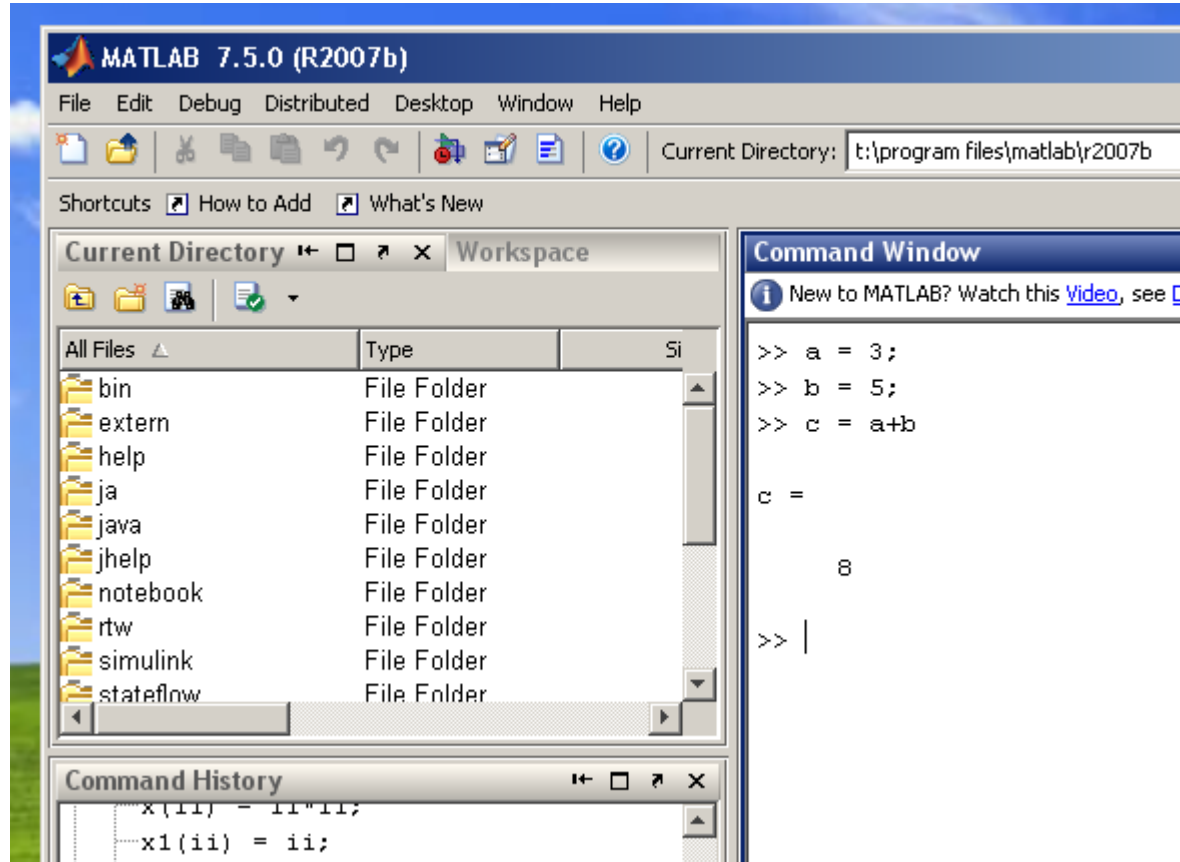 MATLAB 7.5.0 (R2007b)
File Edit Debug Distributed Desktop Window Help
Current Directory: t:\program files\matlab\r2007b
Shortcuts How to Add What's New
Current Directory Workspace
All Files Type Si
bin File Folder
extern File Folder
help File Folder
ja File Folder
java File Folder
jhelp File Folder
notebook File Folder
rtw File Folder
simulink File Folder
stateflow File Folder
Command History
x(ii) = ii*ii;
x1(ii) = ii;
Command Window
New to MATLAB? Watch this Video, see
>> a = 3;
>> b = 5;
>> c = a+b
c =
8
>>